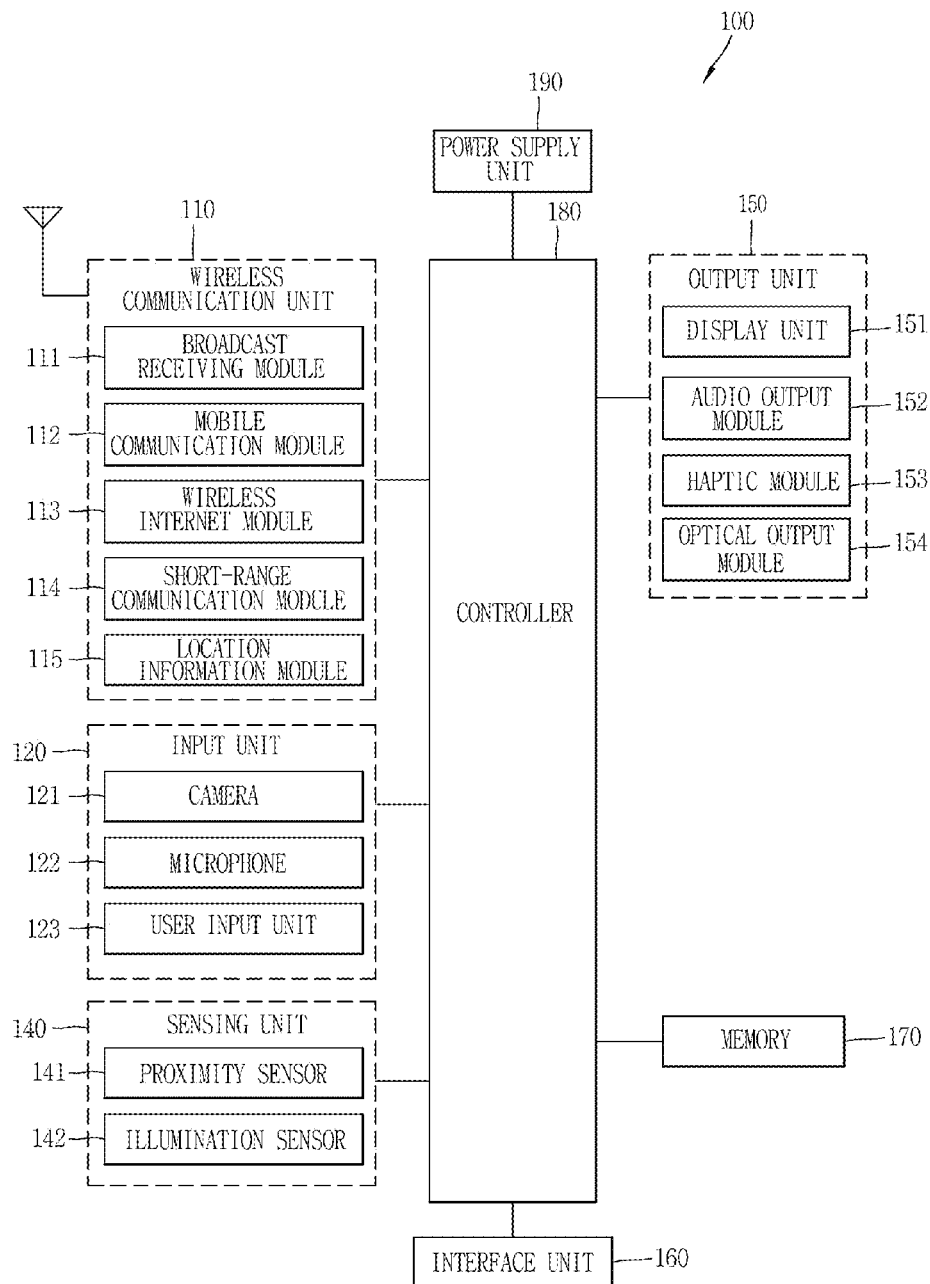 100
190
POWER SUPPLY
UNIT
110
180
150
WIRELESS
COMMUNICATION UNIT
OUTPUT UNIT
111
BROADCAST
RECEIVING MODULE
DISPLAY UNIT
151
112
MOBILE
COMMUNICATION MODULE
AUDIO OUTPUT
MODULE
152
113
WIRELESS
INTERNET MODULE
HAPTIC MODULE
153
114
SHORT-RANGE
COMMUNICATION MODULE
OPTICAL OUTPUT
MODULE
154
115
LOCATION
INFORMATION MODULE
CONTROLLER
120
INPUT UNIT
121
CAMERA
122
MICROPHONE
123
USER INPUT UNIT
140
SENSING UNIT
141
PROXIMITY SENSOR
142
ILLUMINATION SENSOR
MEMORY
170
INTERFACE UNIT
160